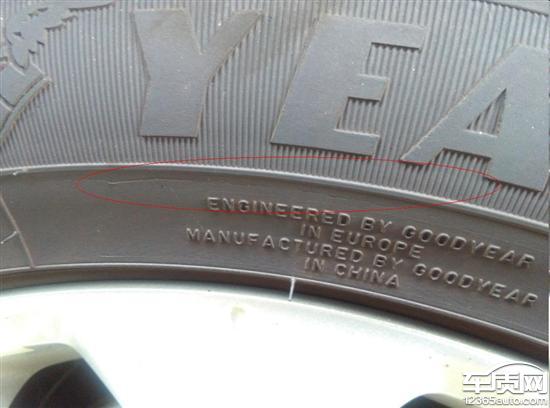 YEA
ENGINEERED BY GOODYEAR
IN EUROPE
MANUFACTURED BY GOODYEAR
IN CHINA
车质网
12365auto.com